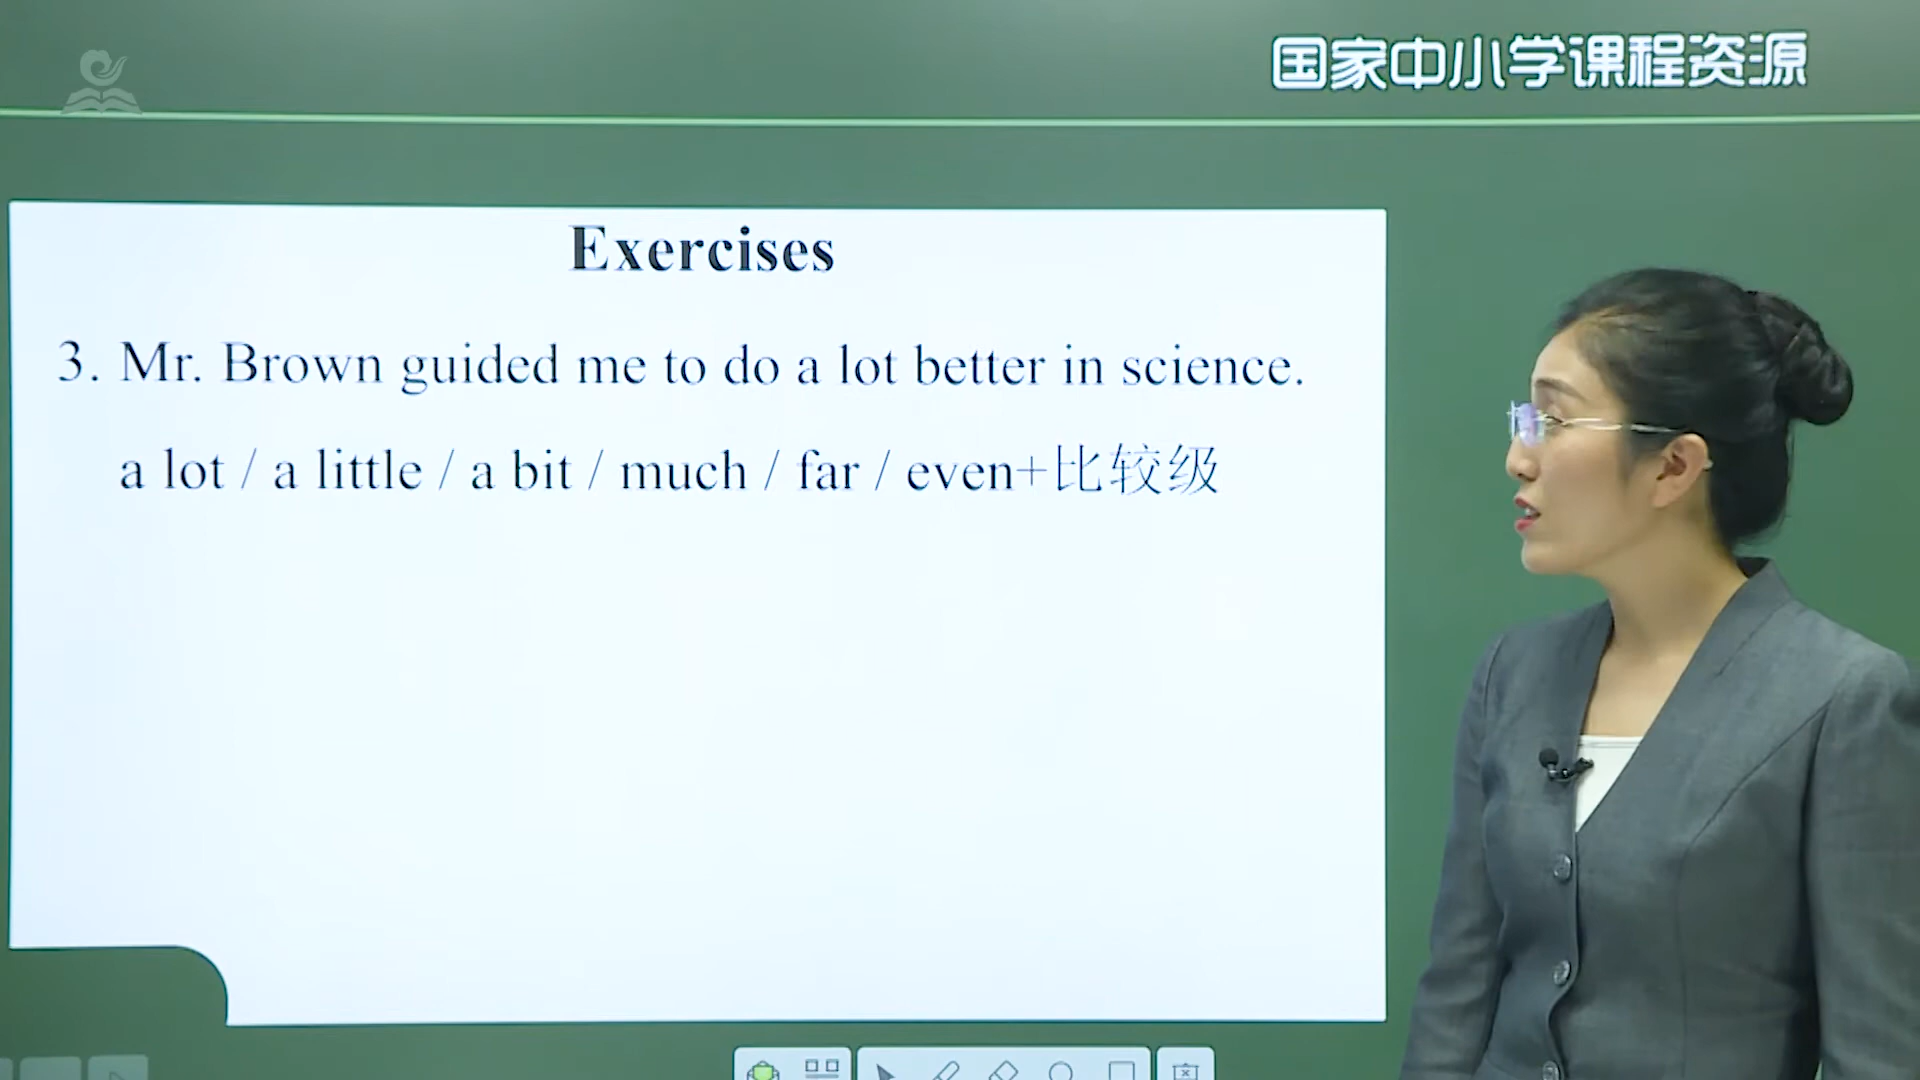 国家中小学课程资源
Exercises
3. Mr. Brown guided me to do a lot better in science.
a lot / a little / a bit / much / far / even+比较级